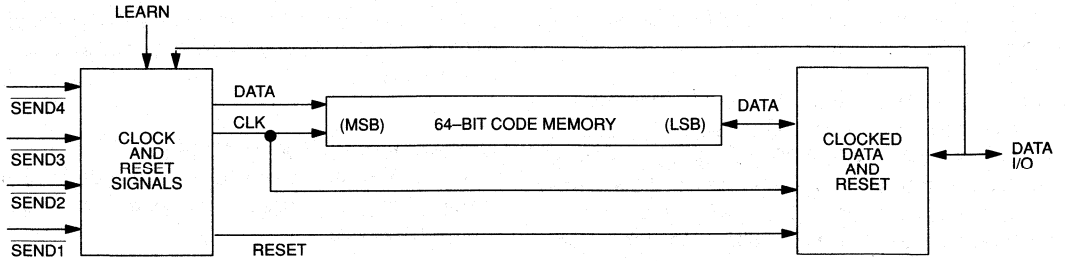 LEARN
SEND4
SEND3
SEND2
SEND1
CLOCK
AND
RESET
SIGNALS
DATA
CLK
RESET
(MSB) 64–BIT CODE MEMORY (LSB)
DATA
CLOCKED
DATA
AND
RESET
DATA
I/O